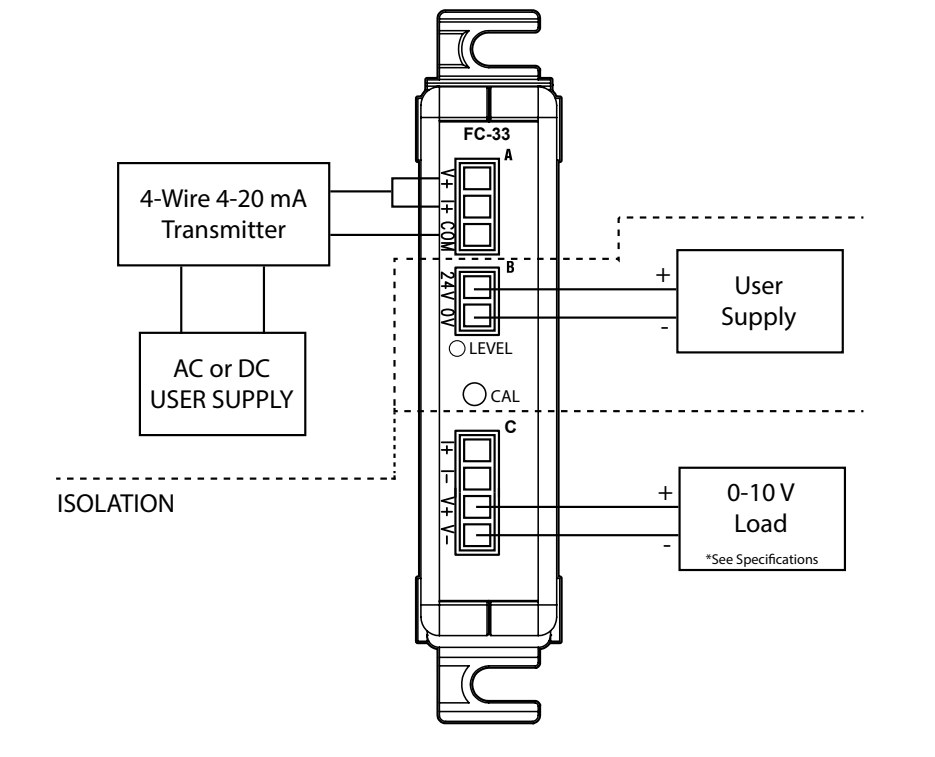 FC-33
A
V+
I+
COM
4-Wire 4-20 mA
Transmitter
B
24V
0V
+
-
User
Supply
LEVEL
CAL
AC or DC
USER SUPPLY
C
I+
I-
V+
V-
ISOLATION
+
-
0-10 V
Load
*See Specifications